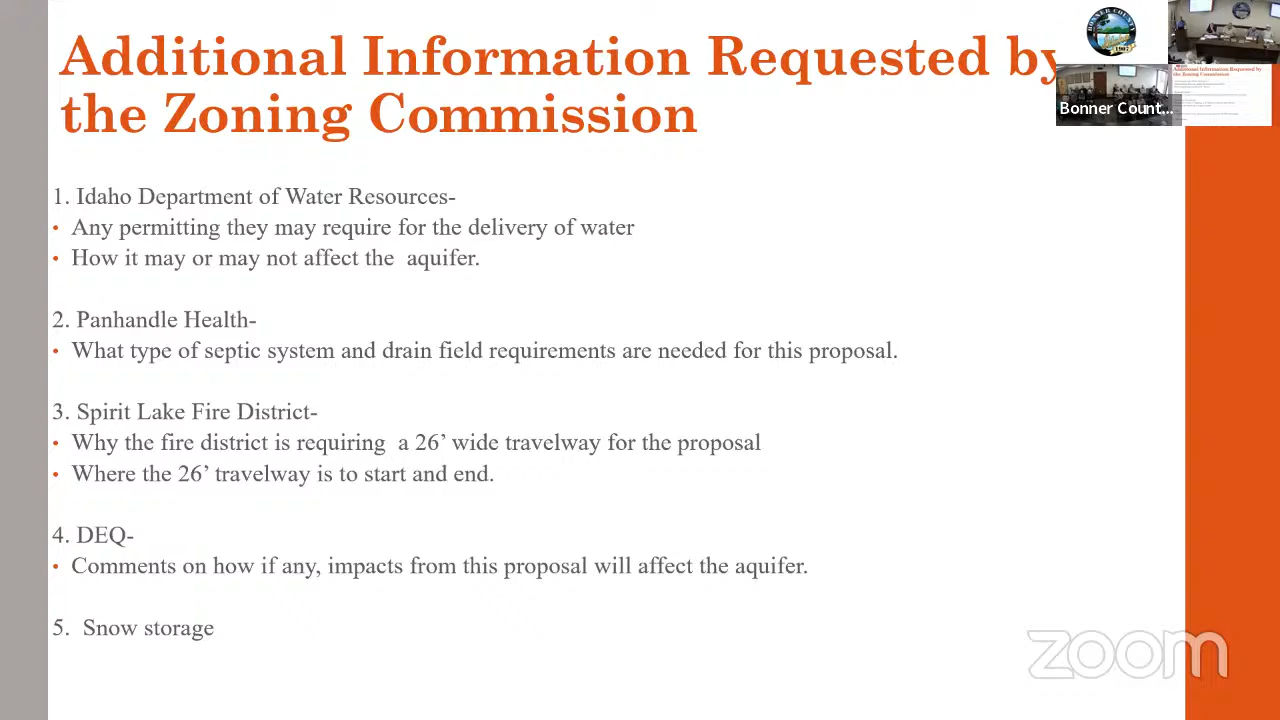 Additional Information Requested by
the Zoning Commission
BONNER COUNTY
1907
Bonner Count...
1. Idaho Department of Water Resources-
• Any permitting they may require for the delivery of water
• How it may or may not affect the aquifer.
2. Panhandle Health-
• What type of septic system and drain field requirements are needed for this proposal.
3. Spirit Lake Fire District-
• Why the fire district is requiring a 26’ wide travelway for the proposal
• Where the 26’ travelway is to start and end.
4. DEQ-
• Comments on how if any, impacts from this proposal will affect the aquifer.
5. Snow storage
zoom